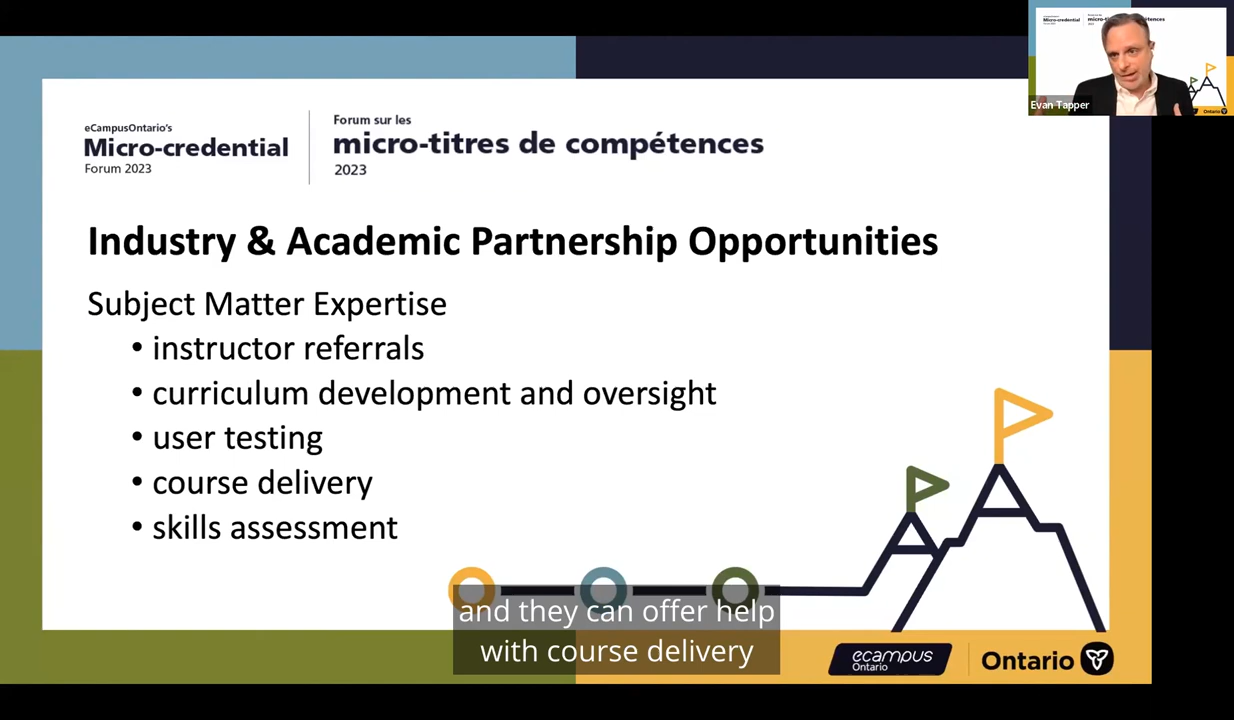 eCampusOntario's
Micro-credential
Forum 2023
Forum sur les
micro-titres de compétences
2023
Evan Tapper
Industry & Academic Partnership Opportunities
Subject Matter Expertise
• instructor referrals
• curriculum development and oversight
• user testing
• course delivery
• skills assessment
and they can offer help
with course delivery
ecampus
Ontario
Ontario